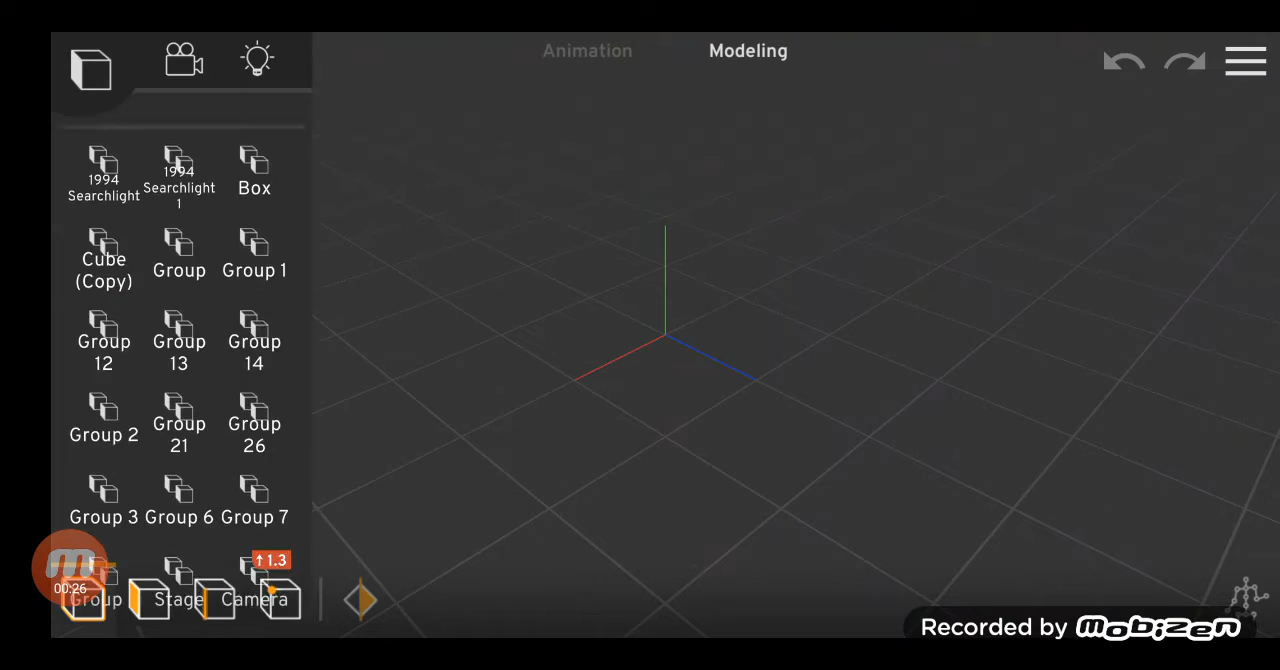 Animation
Modeling
1994
Searchlight
1994
Searchlight
1
Box
Cube
(Copy)
Group
Group 1
Group
12
Group
13
Group
14
Group 2
Group
21
Group
26
Group 3
Group 6
Group 7
↑1.3
m
00:26
Group
Stage
Camera
Recorded by mobizen